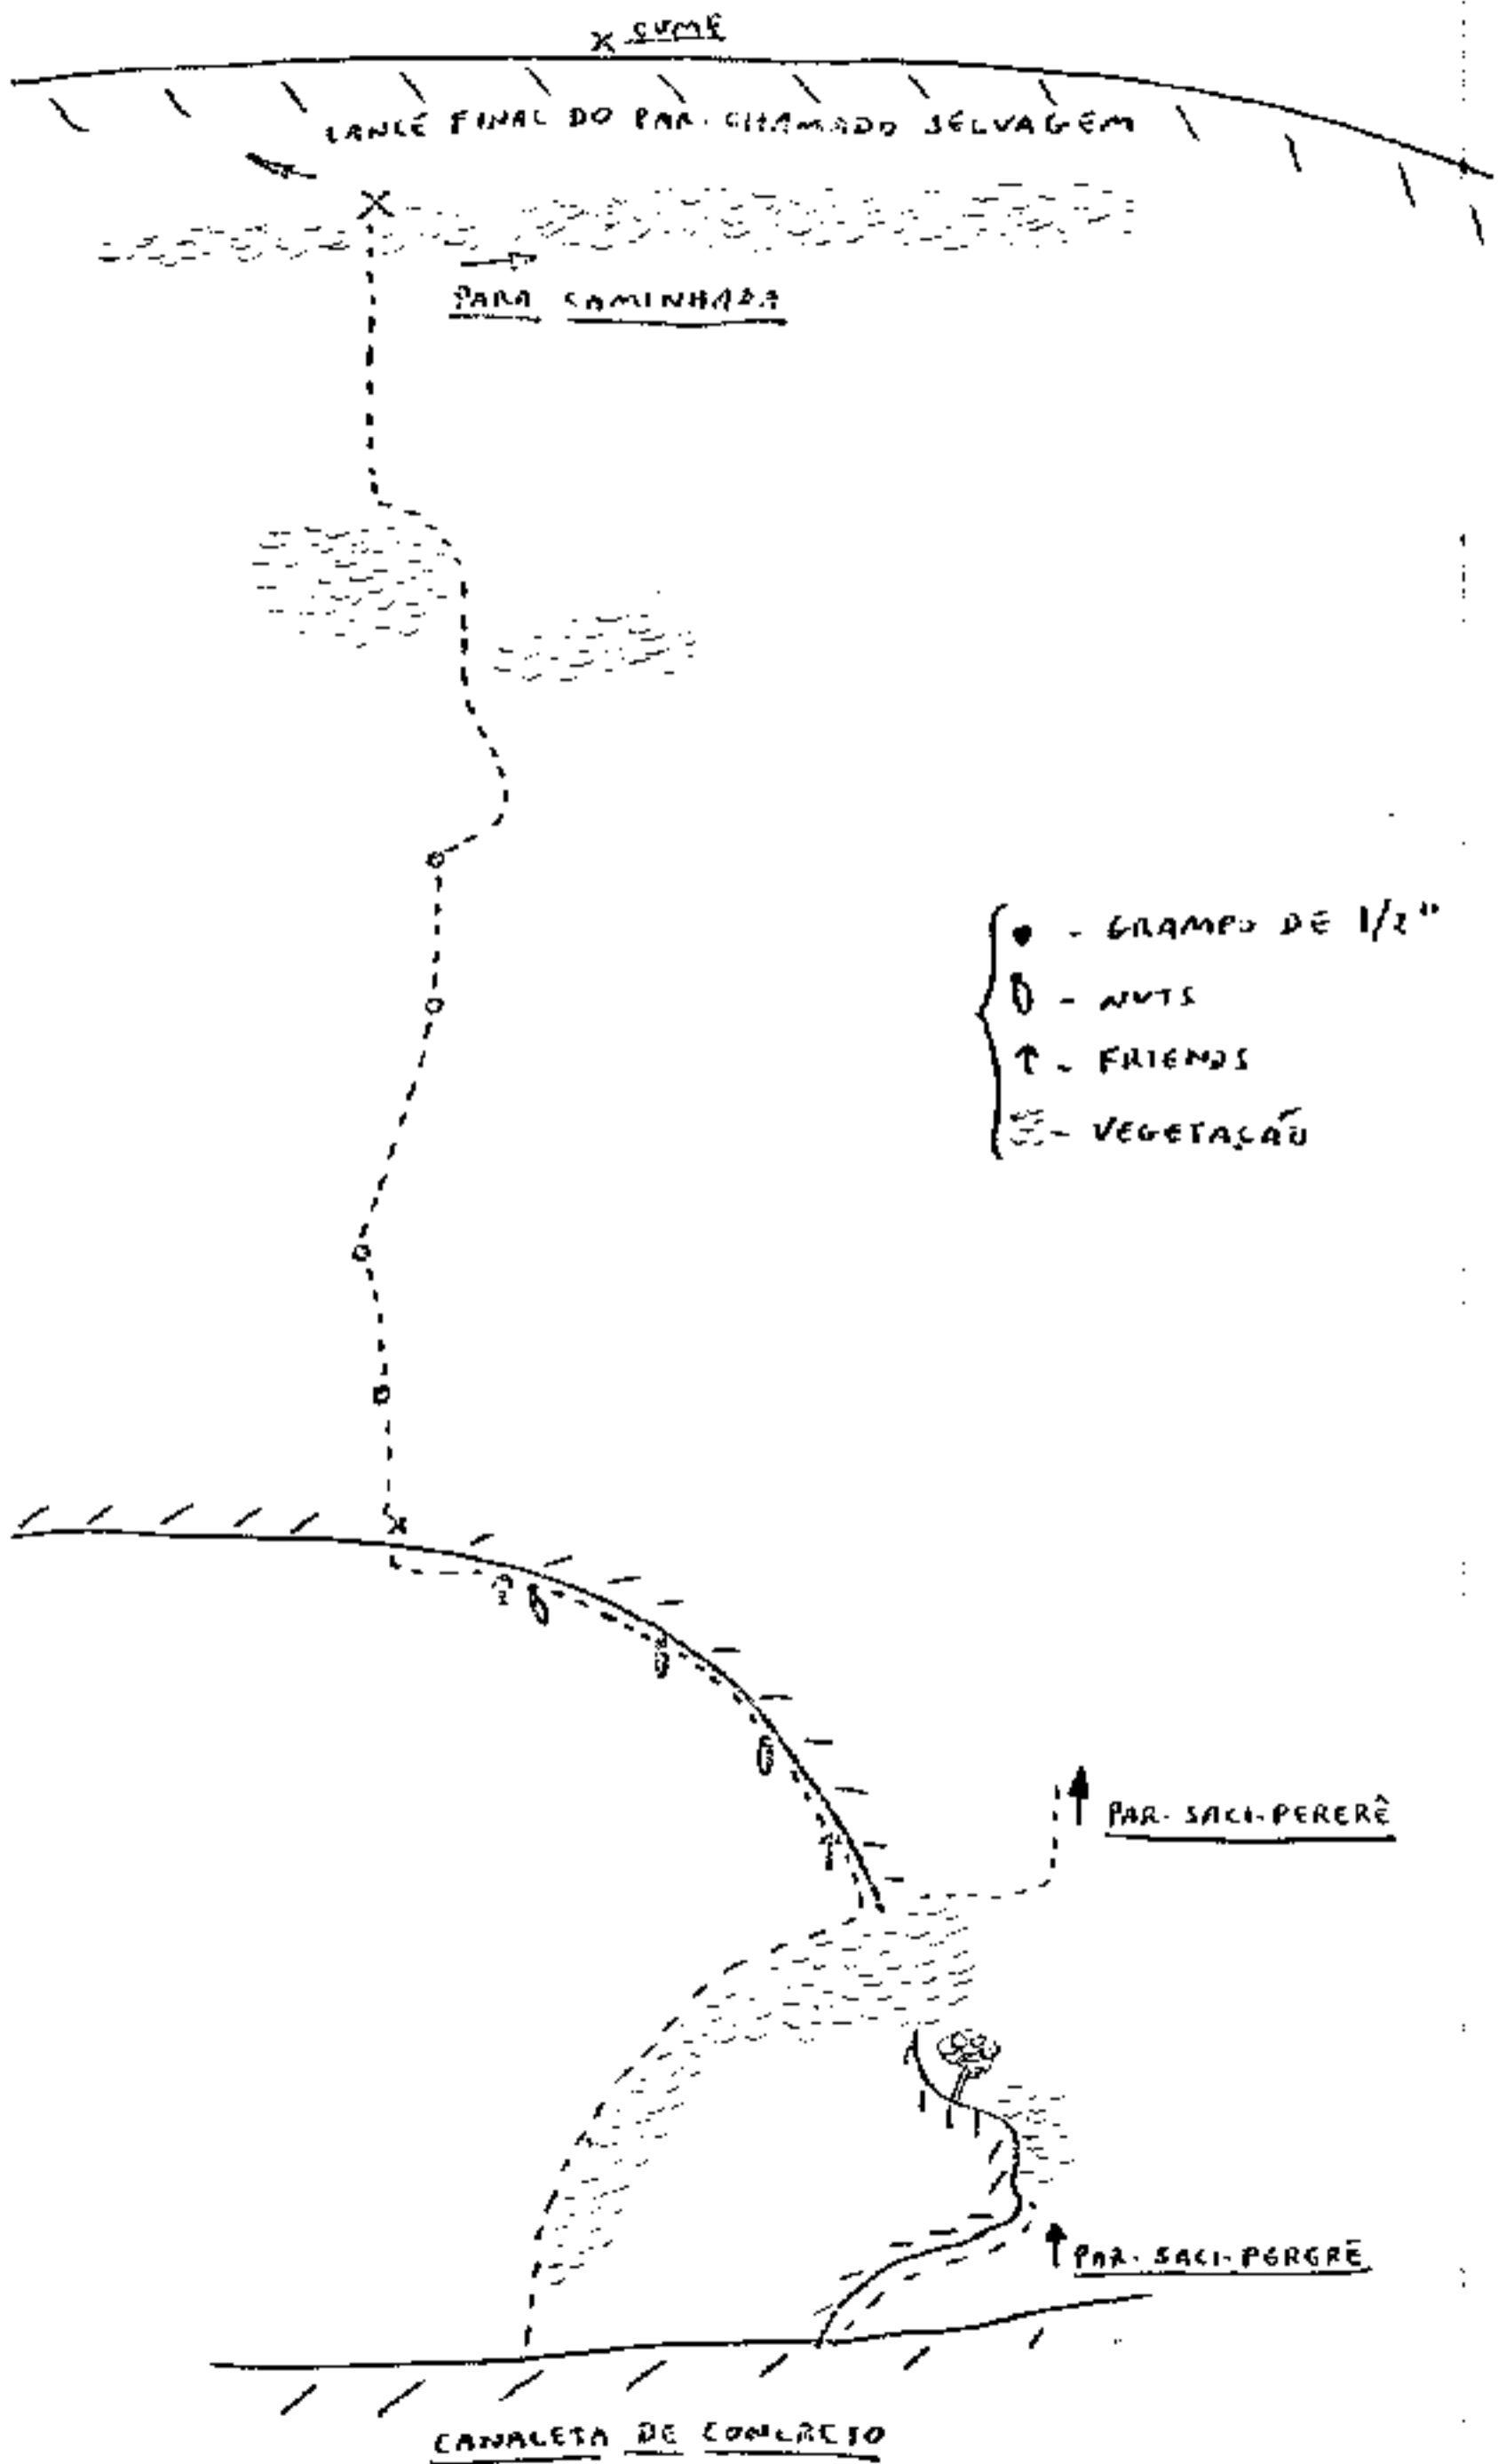 CUME
LANCE FINAL DO PAR. CHAMADO SELVAGEM
PARA CAMINHADA
- GRAMPO DE 1/2"
- NUTS
- FRIENDS
- VEGETAÇÃO
PAR. SACI-PERERÊ
PAR. SACI-PERERÊ
CANALETA DE CONCRETO